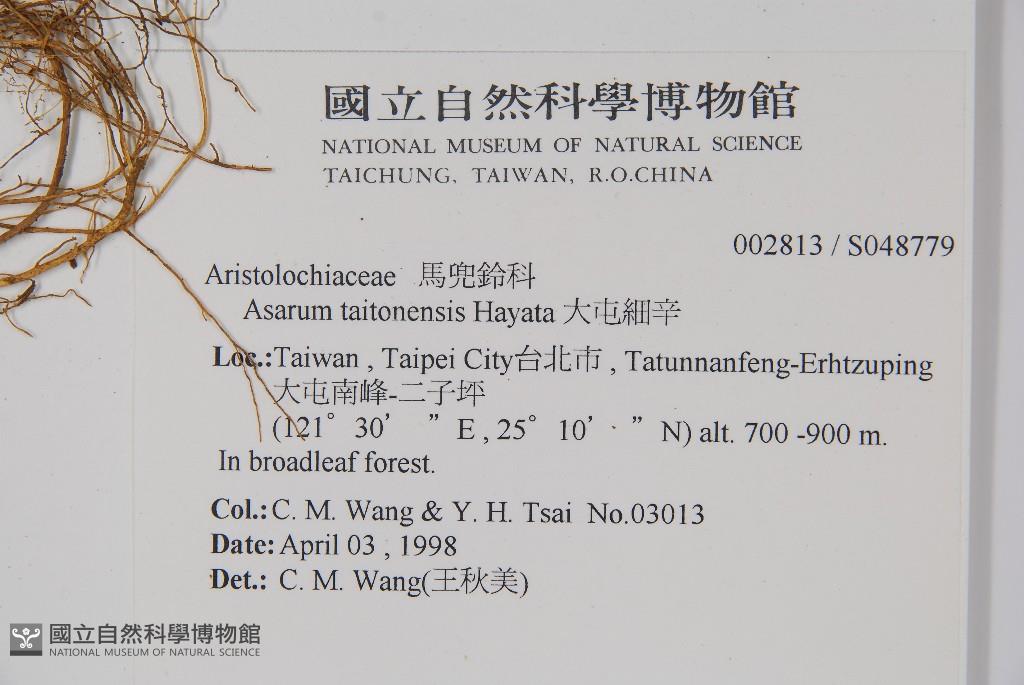 國立自然科學博物館
NATIONAL MUSEUM OF NATURAL SCIENCE
TAICHUNG, TAIWAN, R.O.CHINA
002813 / S048779
Aristolochiaceae 馬兜鈴科
Asarum taitonensis Hayata 大屯細辛
Loc.:Taiwan , Taipei City台北市 , Tatunnanfeng-Erhtzuping
大屯南峰-二子坪
(121° 30’ ” E , 25° 10’ ” N) alt. 700 -900 m.
In broadleaf forest.
Col.: C. M. Wang & Y. H. Tsai No.03013
Date: April 03 , 1998
Det.: C. M. Wang(王秋美)
國立自然科學博物館
NATIONAL MUSEUM OF NATURAL SCIENCE